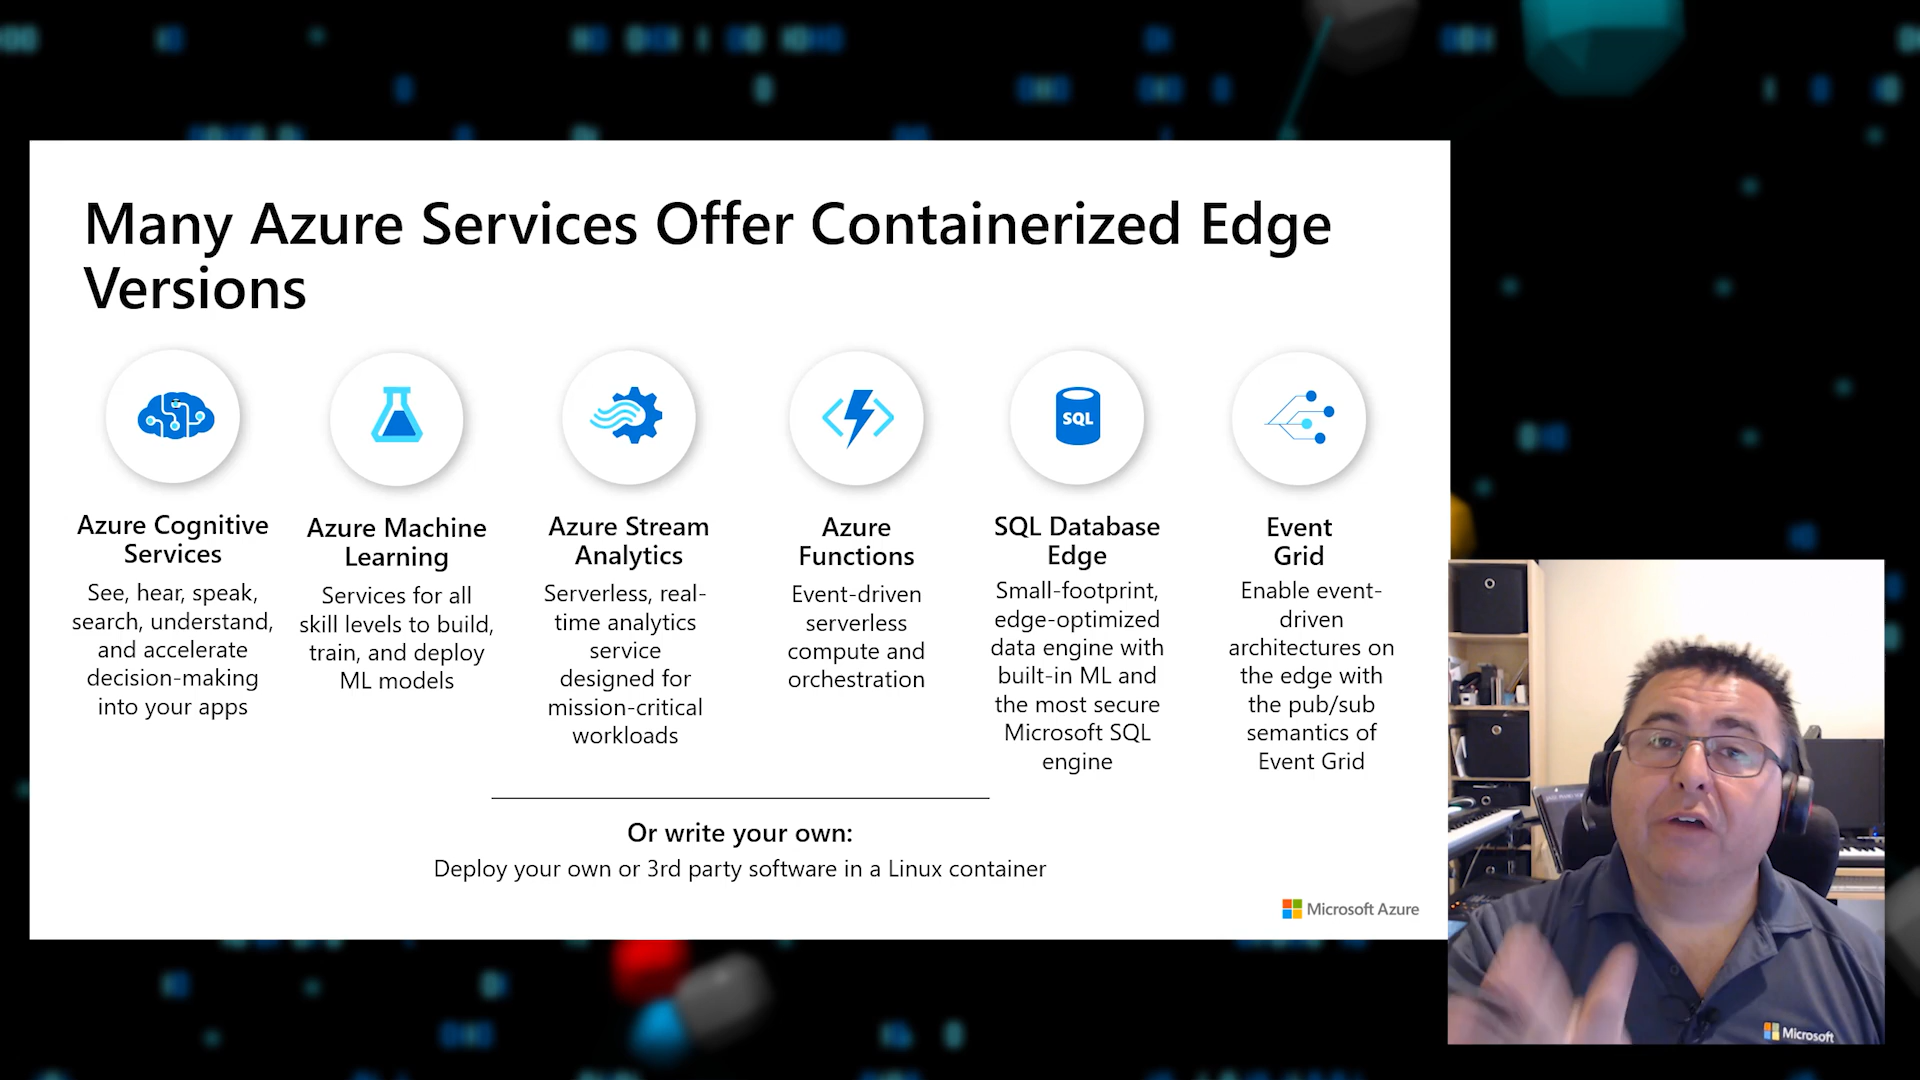 Many Azure Services Offer Containerized Edge
Versions
SQL
Azure Cognitive
Services
See, hear, speak,
search, understand,
and accelerate
decision-making
into your apps
Azure Machine
Learning
Services for all
skill levels to build,
train, and deploy
ML models
Azure Stream
Analytics
Serverless, real-
time analytics
service
designed for
mission-critical
workloads
Azure
Functions
Event-driven
serverless
compute and
orchestration
SQL Database
Edge
Small-footprint,
edge-optimized
data engine with
built-in ML and
the most secure
Microsoft SQL
engine
Event
Grid
Enable event-
driven
architectures on
the edge with
the pub/sub
semantics of
Event Grid
Or write your own:
Deploy your own or 3rd party software in a Linux container
Microsoft Azure
Microsoft